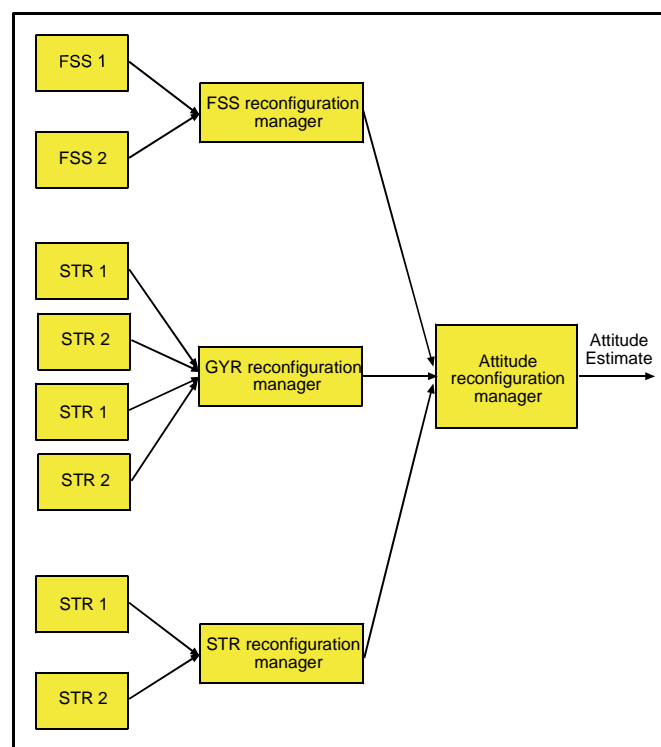 FSS 1
FSS 2
FSS reconfiguration
manager
STR 1
STR 2
STR 1
STR 2
GYR reconfiguration
manager
Attitude
reconfiguration
manager
Attitude
Estimate
STR 1
STR 2
STR reconfiguration
manager